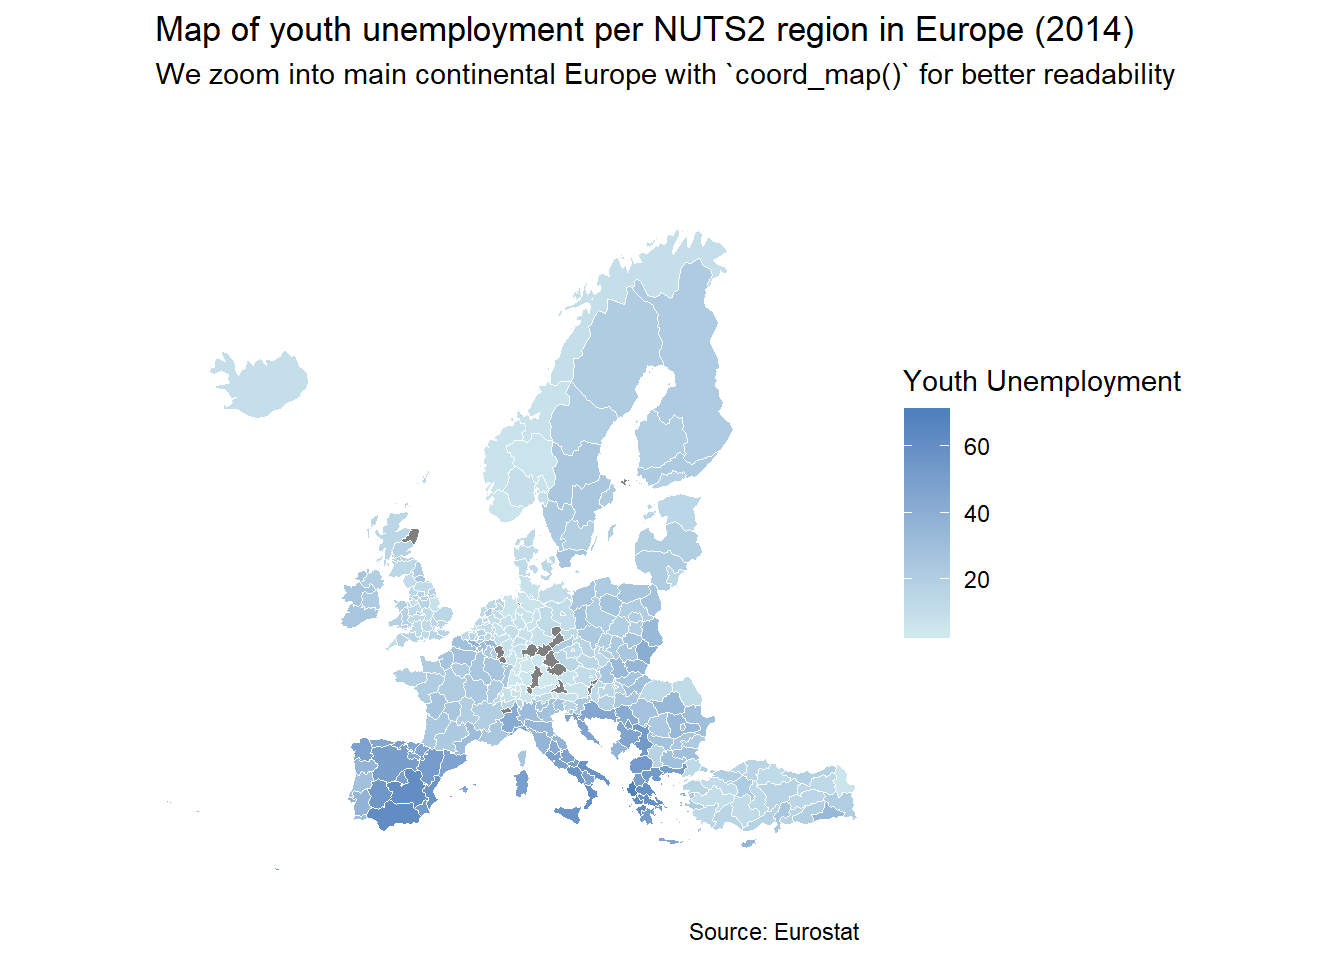 Map of youth unemployment per NUTS2 region in Europe (2014)
We zoom into main continental Europe with `coord_map()` for better readability
Youth Unemployment
60
40
20
Source: Eurostat